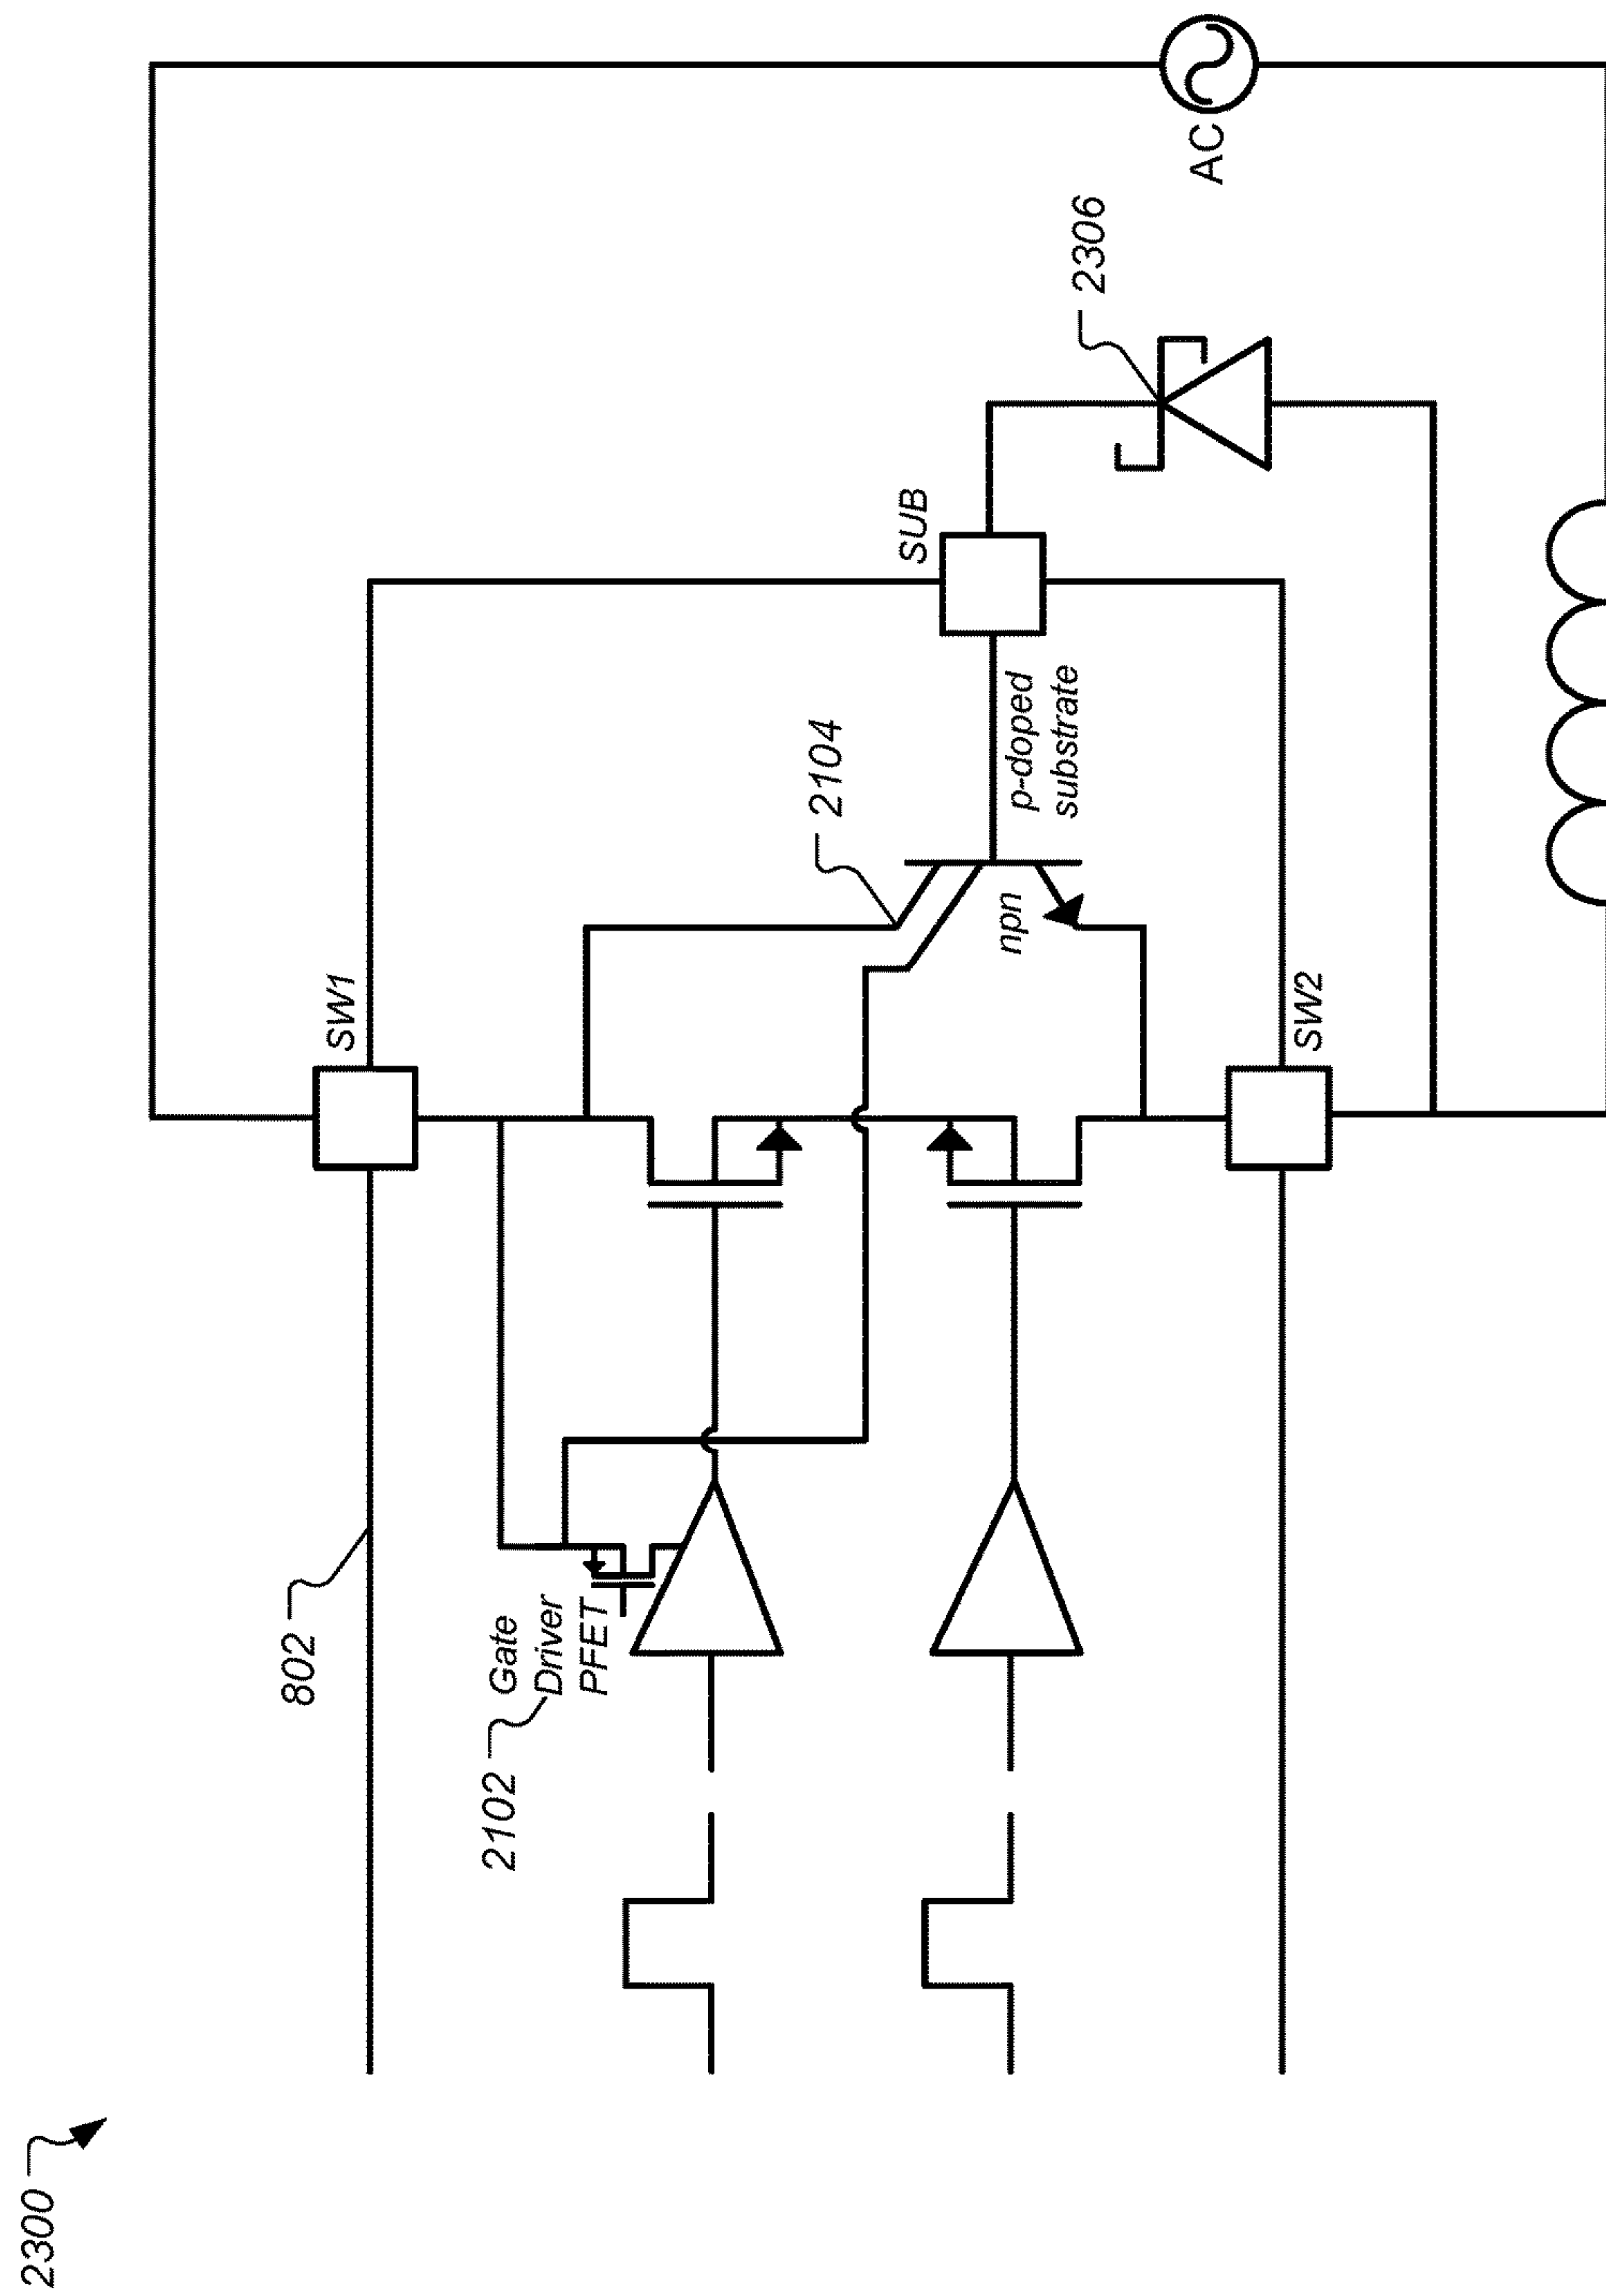 2300
802
2102
Gate
Driver
PFET
SW1
SW2
2104
npn
p-doped
substrate
SUB
2306
AC